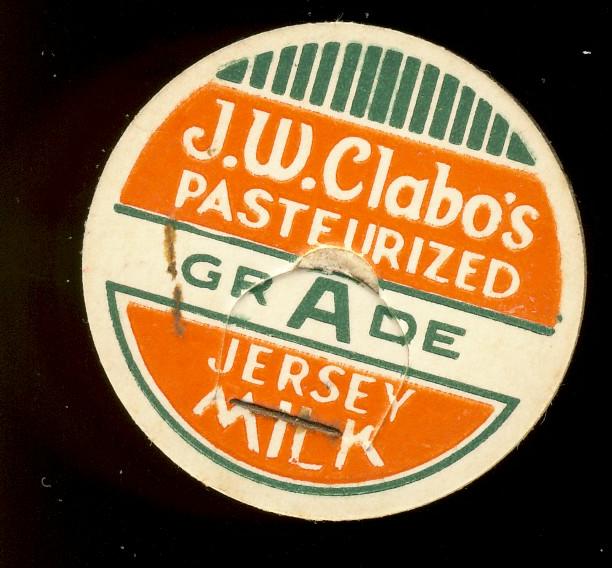 J.W. Clabo's
PASTEURIZED
GRADE
JERSEY
MILK